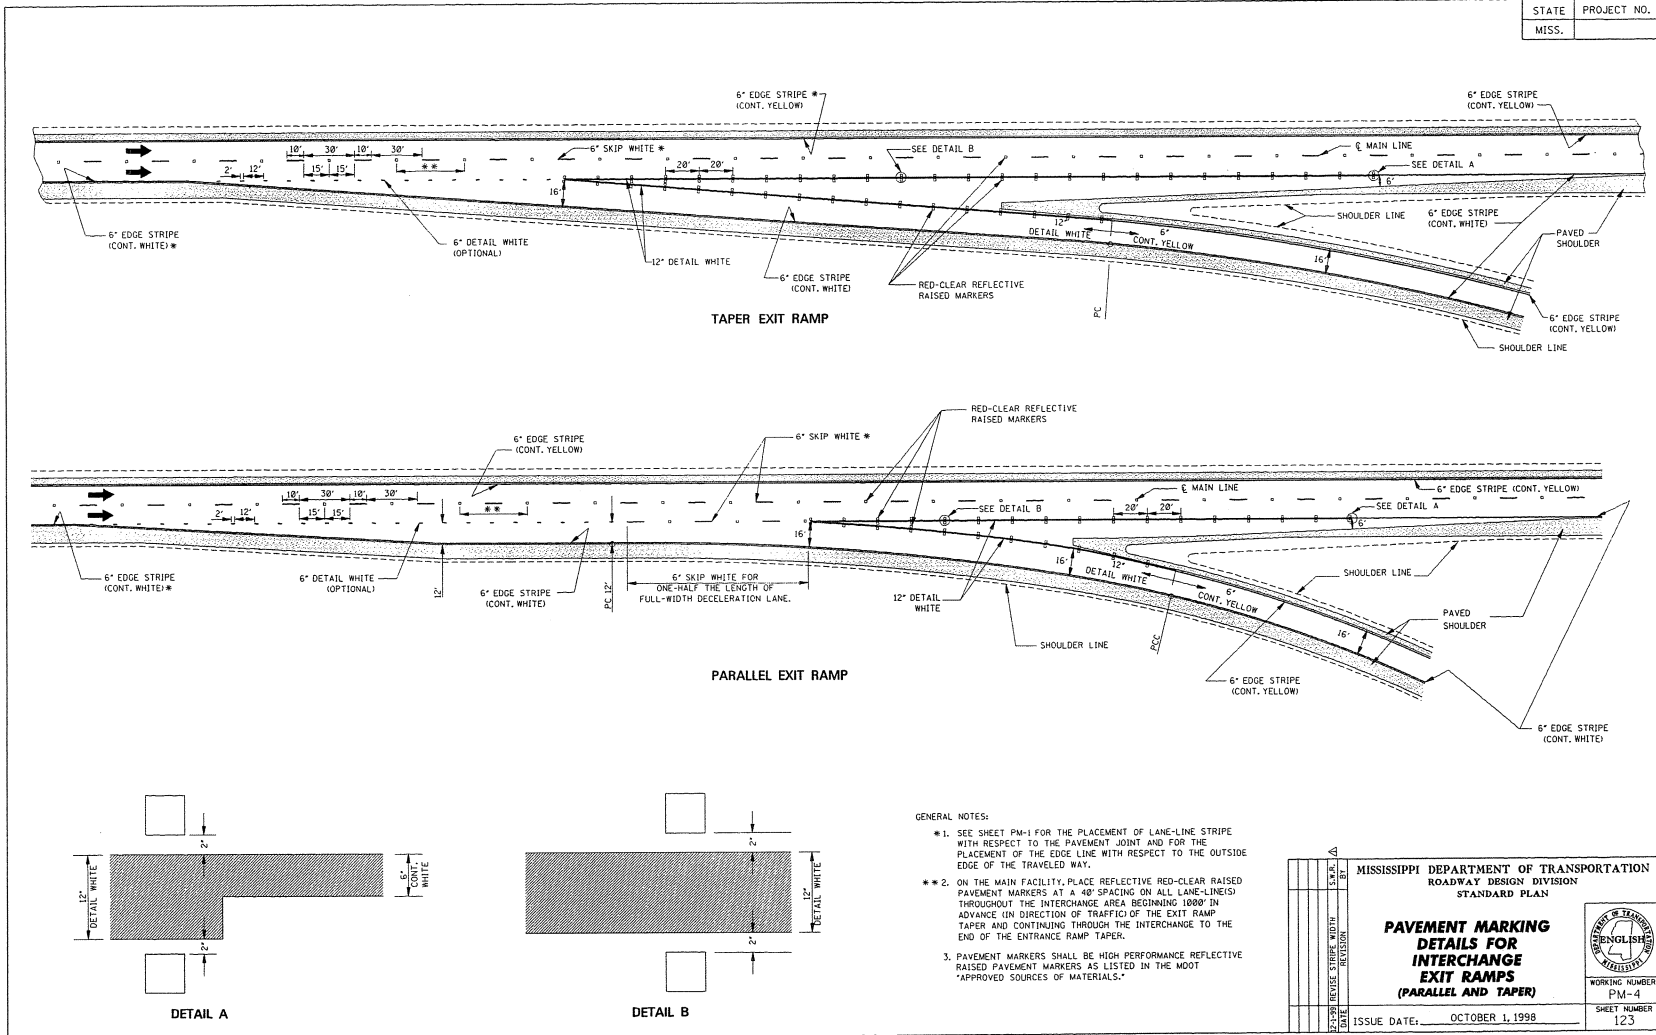 STATE PROJECT NO.
MISS.
6" EDGE STRIPE *
(CONT. YELLOW)
6" EDGE STRIPE
(CONT. YELLOW)
10' 30' 10' 30'
6" SKIP WHITE *
SEE DETAIL B
℄ MAIN LINE
SEE DETAIL A
2' 12'
15' 15'
**
20' 20'
16'
6'
6" EDGE STRIPE
(CONT. WHITE) *
6" DETAIL WHITE
(OPTIONAL)
12" DETAIL WHITE
6" EDGE STRIPE
(CONT. WHITE)
RED-CLEAR REFLECTIVE
RAISED MARKERS
12"
DETAIL WHITE
6"
CONT. YELLOW
PC
16'
SHOULDER LINE
6" EDGE STRIPE
(CONT. WHITE)
PAVED
SHOULDER
6" EDGE STRIPE
(CONT. YELLOW)
SHOULDER LINE
TAPER EXIT RAMP
6" EDGE STRIPE
(CONT. YELLOW)
6" SKIP WHITE *
RED-CLEAR REFLECTIVE
RAISED MARKERS
10' 30' 10' 30'
℄ MAIN LINE
6" EDGE STRIPE (CONT. YELLOW)
2' 12'
15' 15'
**
SEE DETAIL B
20' 20'
SEE DETAIL A
16'
6'
6" EDGE STRIPE
(CONT. WHITE) *
6" DETAIL WHITE
(OPTIONAL)
12'
6" EDGE STRIPE
(CONT. WHITE)
PC 12'
6" SKIP WHITE FOR
ONE-HALF THE LENGTH OF
FULL-WIDTH DECELERATION LANE.
12" DETAIL
WHITE
16'
12"
DETAIL WHITE
6"
CONT. YELLOW
SHOULDER LINE
PAVED
SHOULDER
16'
SHOULDER LINE
PCC
6" EDGE STRIPE
(CONT. YELLOW)
6" EDGE STRIPE
(CONT. WHITE)
PARALLEL EXIT RAMP
2"
12"
DETAIL WHITE
6"
CONT.
WHITE
2"
DETAIL A
2"
12"
DETAIL WHITE
2"
DETAIL B
GENERAL NOTES:
* 1. SEE SHEET PM-1 FOR THE PLACEMENT OF LANE-LINE STRIPE
WITH RESPECT TO THE PAVEMENT JOINT AND FOR THE
PLACEMENT OF THE EDGE LINE WITH RESPECT TO THE OUTSIDE
EDGE OF THE TRAVELED WAY.
** 2. ON THE MAIN FACILITY, PLACE REFLECTIVE RED-CLEAR RAISED
PAVEMENT MARKERS AT A 40' SPACING ON ALL LANE-LINE(S)
THROUGHOUT THE INTERCHANGE AREA BEGINNING 1000' IN
ADVANCE (IN DIRECTION OF TRAFFIC) OF THE EXIT RAMP
TAPER AND CONTINUING THROUGH THE INTERCHANGE TO THE
END OF THE ENTRANCE RAMP TAPER.
3. PAVEMENT MARKERS SHALL BE HIGH PERFORMANCE REFLECTIVE
RAISED PAVEMENT MARKERS AS LISTED IN THE MDOT
"APPROVED SOURCES OF MATERIALS."
S.W.R.
BY
REVISE STRIPE WIDTH
REVISION
12-1-99
DATE
MISSISSIPPI DEPARTMENT OF TRANSPORTATION
ROADWAY DESIGN DIVISION
STANDARD PLAN
PAVEMENT MARKING
DETAILS FOR
INTERCHANGE
EXIT RAMPS
(PARALLEL AND TAPER)
DEPARTMENT OF TRANSPORTATION
ENGLISH
MISSISSIPPI
WORKING NUMBER
PM-4
SHEET NUMBER
123
ISSUE DATE: OCTOBER 1, 1998